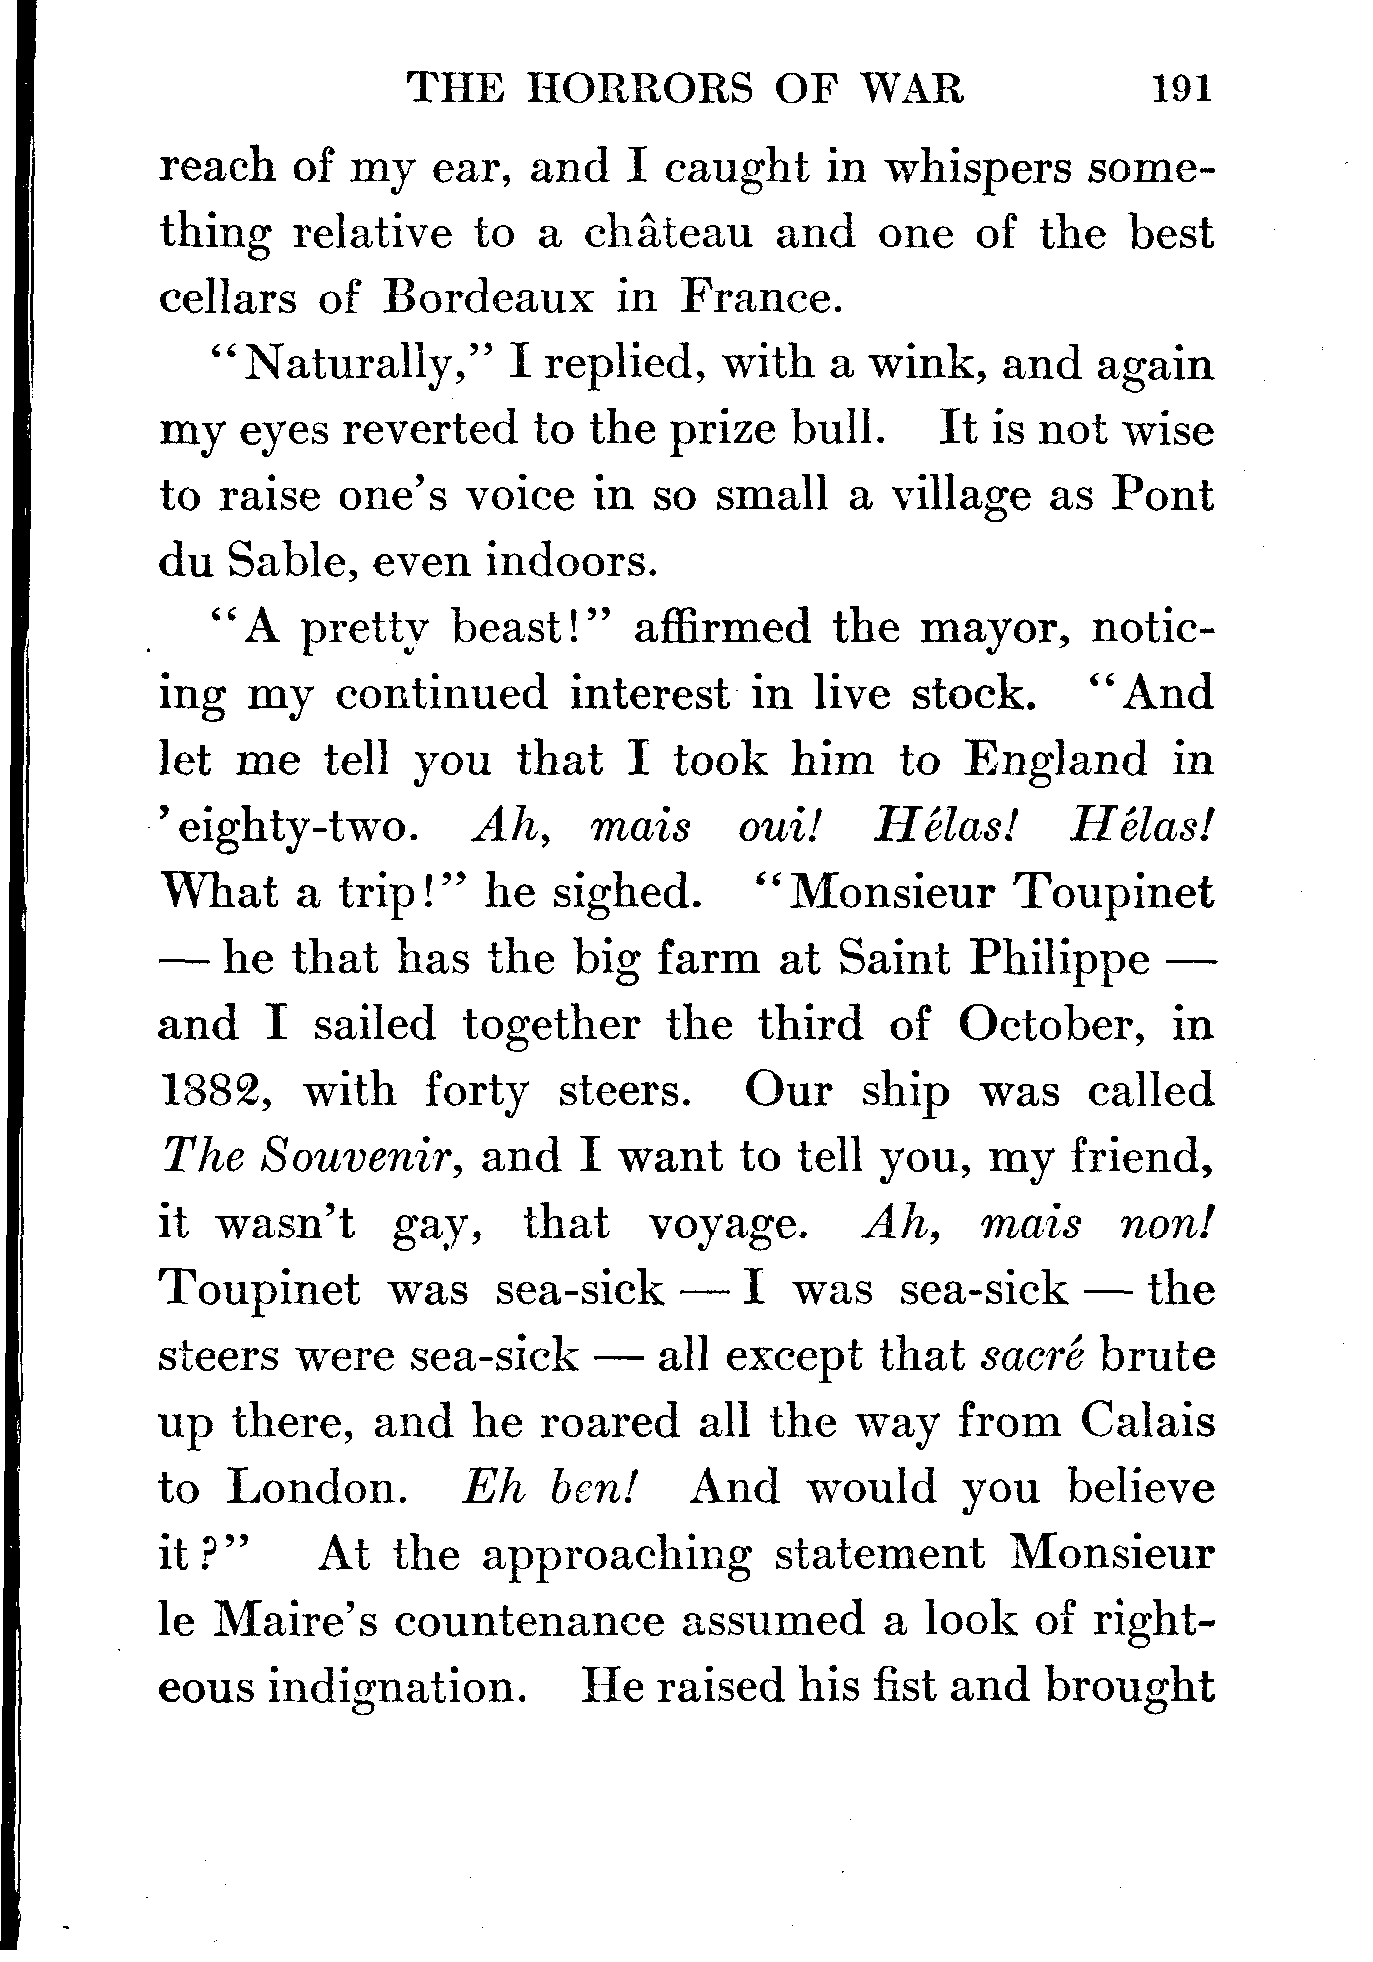 THE HORRORS OF WAR 191
reach of my ear, and I caught in whispers some-
thing relative to a château and one of the best
cellars of Bordeaux in France.
"Naturally," I replied, with a wink, and again
my eyes reverted to the prize bull. It is not wise
to raise one's voice in so small a village as Pont
du Sable, even indoors.
"A pretty beast!" affirmed the mayor, notic-
ing my continued interest in live stock. "And
let me tell you that I took him to England in
'eighty-two. Ah, mais oui! Hélas! Hélas!
What a trip!" he sighed. "Monsieur Toupinet
— he that has the big farm at Saint Philippe —
and I sailed together the third of October, in
1882, with forty steers. Our ship was called
The Souvenir, and I want to tell you, my friend,
it wasn't gay, that voyage. Ah, mais non!
Toupinet was sea-sick — I was sea-sick — the
steers were sea-sick — all except that sacré brute
up there, and he roared all the way from Calais
to London. Eh ben! And would you believe
it?" At the approaching statement Monsieur
le Maire's countenance assumed a look of right-
eous indignation. He raised his fist and brought